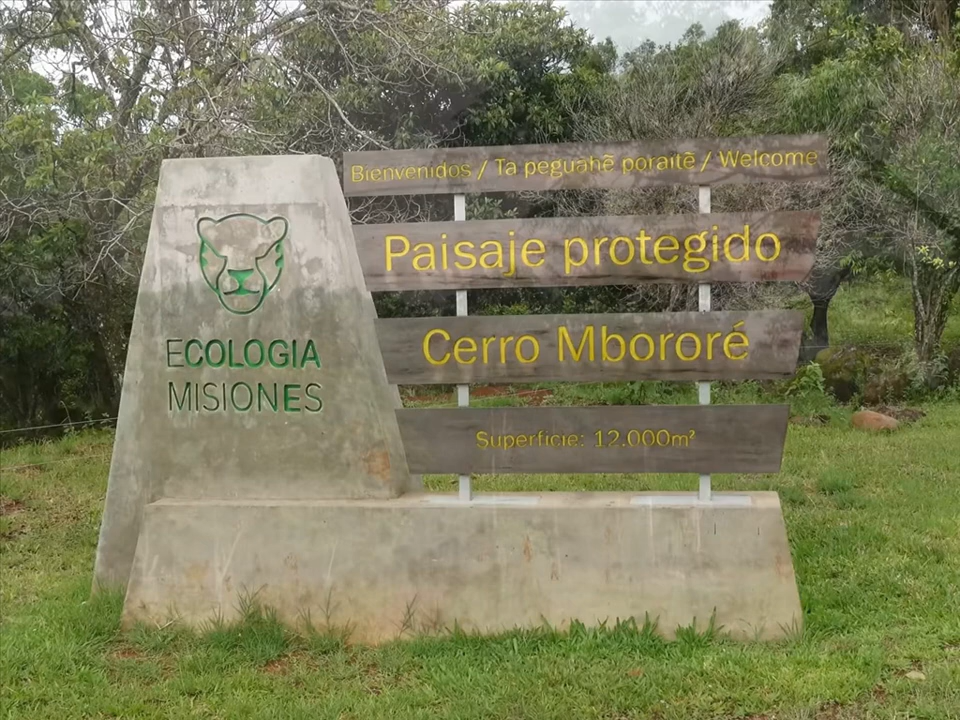 Bienvenidos / Ta peguahẽ poraitẽ / Welcome
Paisaje protegido
Cerro Mbororé
Superficie: 12.000m²
ECOLOGIA
MISIONES